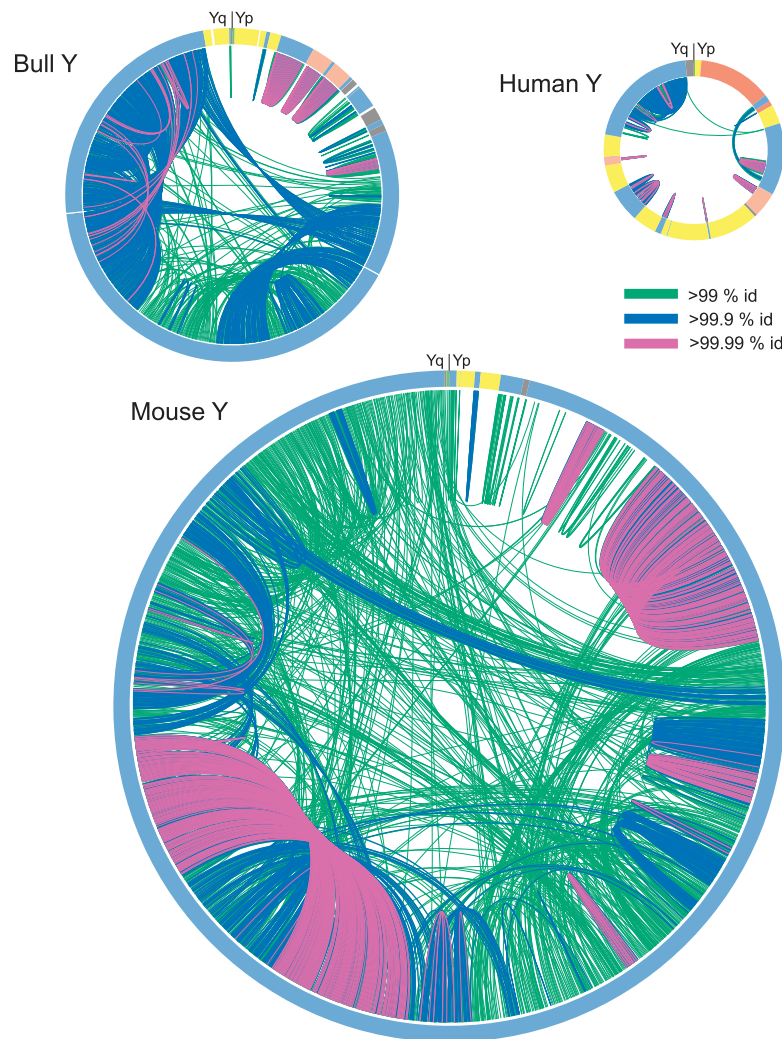 Yq Yp
Bull Y
Yq Yp
Human Y
>99 % id
>99.9 % id
>99.99 % id
Yq Yp
Mouse Y